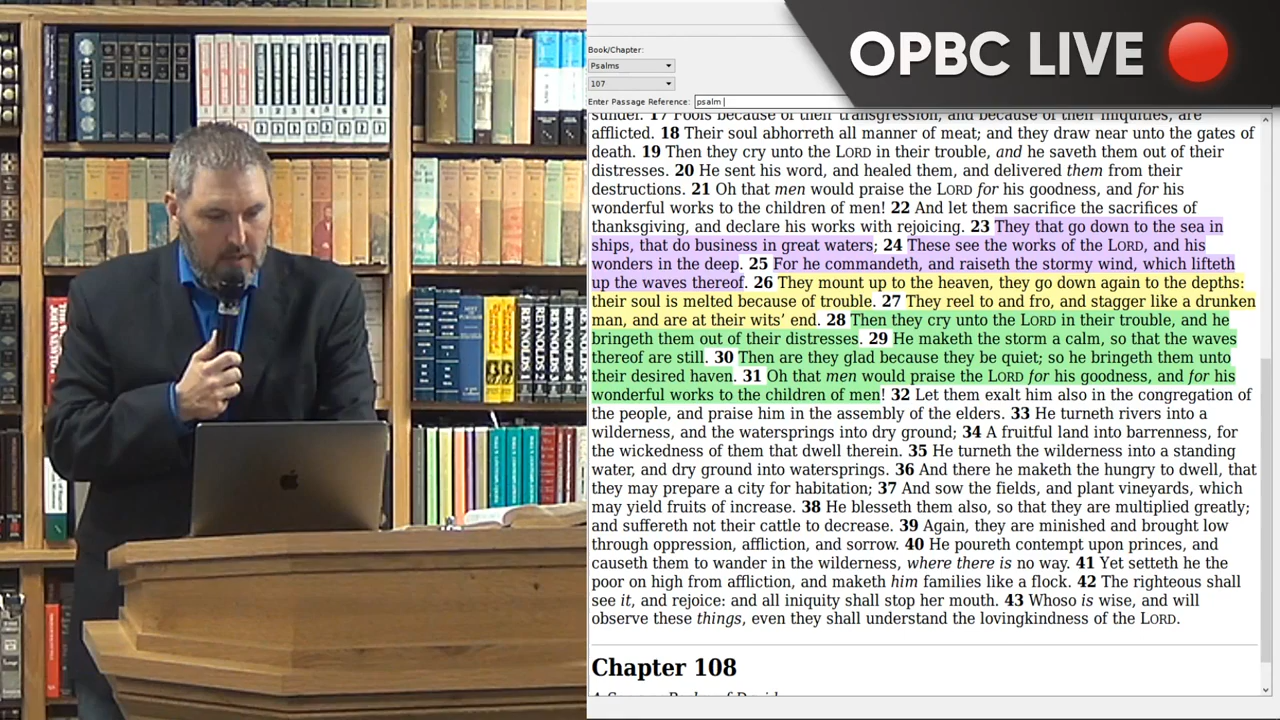 OPBC LIVE
Book/Chapter:
Psalms
107
Enter Passage Reference: psalm
sunder. 17 Fools because of their transgression, and because of their iniquities, are
afflicted. 18 Their soul abhorreth all manner of meat; and they draw near unto the gates of
death. 19 Then they cry unto the LORD in their trouble, and he saveth them out of their
distresses. 20 He sent his word, and healed them, and delivered them from their
destructions. 21 Oh that men would praise the LORD for his goodness, and for his
wonderful works to the children of men! 22 And let them sacrifice the sacrifices of
thanksgiving, and declare his works with rejoicing. 23 They that go down to the sea in
ships, that do business in great waters; 24 These see the works of the LORD, and his
wonders in the deep. 25 For he commandeth, and raiseth the stormy wind, which lifteth
up the waves thereof. 26 They mount up to the heaven, they go down again to the depths:
their soul is melted because of trouble. 27 They reel to and fro, and stagger like a drunken
man, and are at their wits’ end. 28 Then they cry unto the LORD in their trouble, and he
bringeth them out of their distresses. 29 He maketh the storm a calm, so that the waves
thereof are still. 30 Then are they glad because they be quiet; so he bringeth them unto
their desired haven. 31 Oh that men would praise the LORD for his goodness, and for his
wonderful works to the children of men! 32 Let them exalt him also in the congregation of
the people, and praise him in the assembly of the elders. 33 He turneth rivers into a
wilderness, and the watersprings into dry ground; 34 A fruitful land into barrenness, for
the wickedness of them that dwell therein. 35 He turneth the wilderness into a standing
water, and dry ground into watersprings. 36 And there he maketh the hungry to dwell, that
they may prepare a city for habitation; 37 And sow the fields, and plant vineyards, which
may yield fruits of increase. 38 He blesseth them also, so that they are multiplied greatly;
and suffereth not their cattle to decrease. 39 Again, they are minished and brought low
through oppression, affliction, and sorrow. 40 He poureth contempt upon princes, and
causeth them to wander in the wilderness, where there is no way. 41 Yet setteth he the
poor on high from affliction, and maketh him families like a flock. 42 The righteous shall
see it, and rejoice: and all iniquity shall stop her mouth. 43 Whoso is wise, and will
observe these things, even they shall understand the lovingkindness of the LORD.
Chapter 108
REYNOLDS
REYNOLDS
REYNOLDS